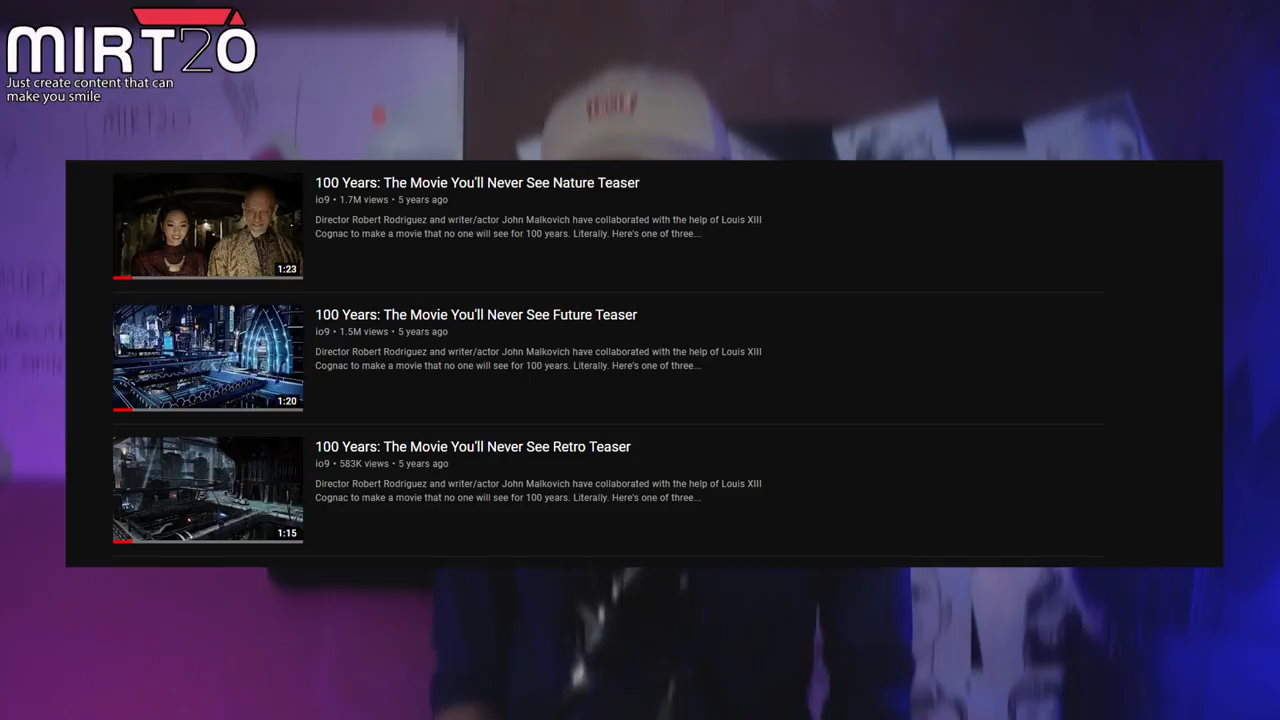 MIRT20
Just create content that can
make you smile
MIRT20
100 Years: The Movie You'll Never See Nature Teaser
io9 • 1.7M views • 5 years ago
Director Robert Rodriguez and writer/actor John Malkovich have collaborated with the help of Louis XIII
Cognac to make a movie that no one will see for 100 years. Literally. Here's one of three...
1:23
100 Years: The Movie You'll Never See Future Teaser
io9 • 1.5M views • 5 years ago
Director Robert Rodriguez and writer/actor John Malkovich have collaborated with the help of Louis XIII
Cognac to make a movie that no one will see for 100 years. Literally. Here's one of three...
1:20
100 Years: The Movie You'll Never See Retro Teaser
io9 • 583K views • 5 years ago
Director Robert Rodriguez and writer/actor John Malkovich have collaborated with the help of Louis XIII
Cognac to make a movie that no one will see for 100 years. Literally. Here's one of three...
1:15